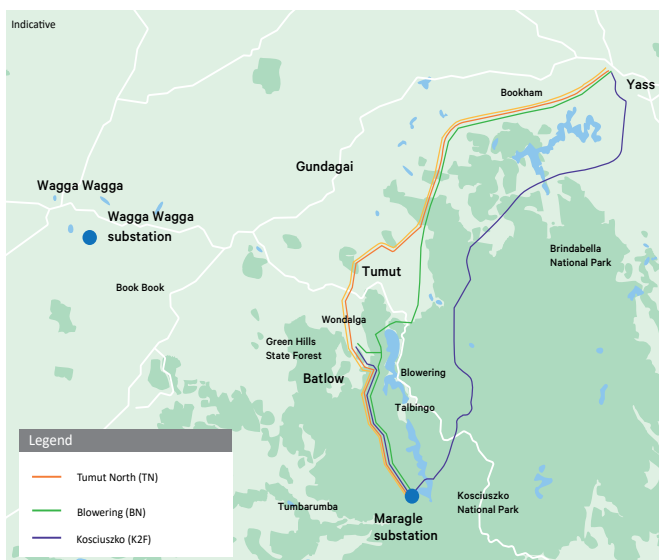 Indicative
Yass
Bookham
Gundagai
Wagga Wagga
Wagga Wagga
substation
Brindabella
National Park
Tumut
Book Book
Wondalga
Green Hills
State Forest
Blowering
Batlow
Talbingo
Legend
Tumut North (TN)
Blowering (BN)
Kosciuszko (K2F)
Tumbarumba
Kosciuszko
National Park
Maragle
substation